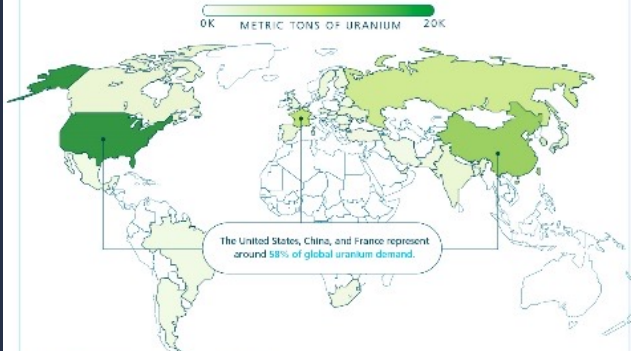 0K METRIC TONS OF URANIUM 20K
The United States, China, and France represent
around 58% of global uranium demand.